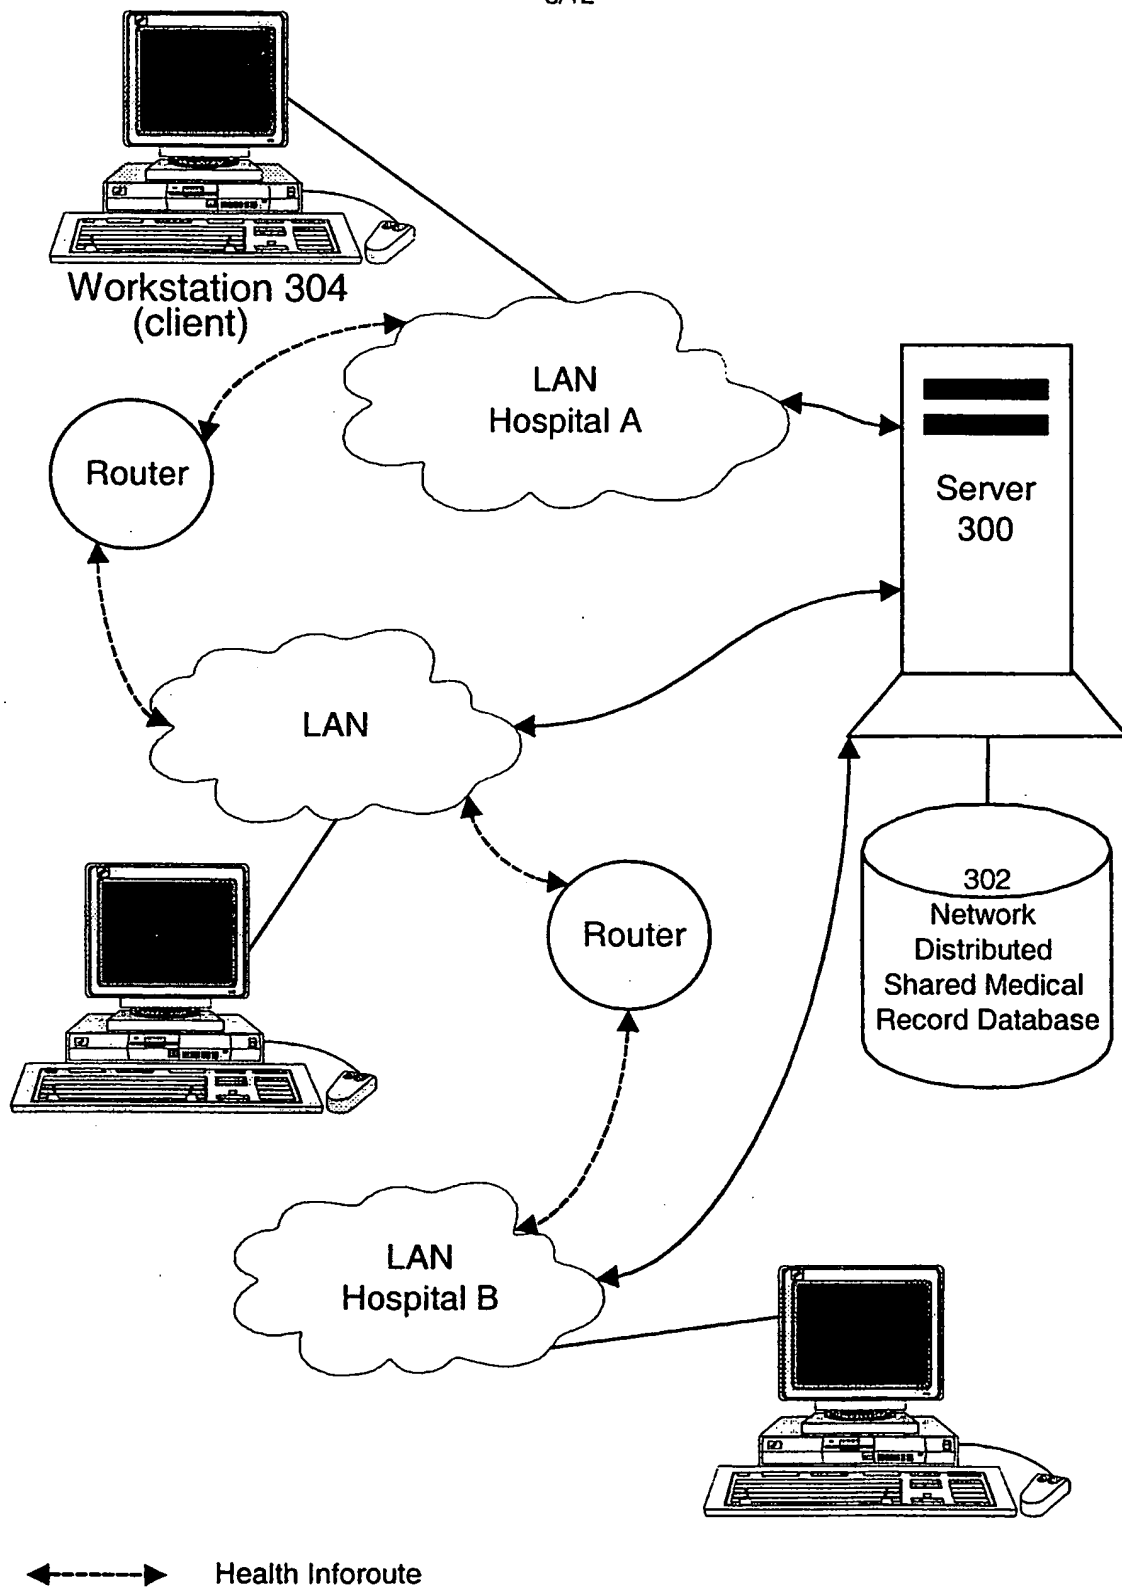 Workstation 304
(client)
LAN
Hospital A
Router
Server
300
LAN
302
Network
Distributed
Shared Medical
Record Database
Router
LAN
Hospital B
Health Inforoute